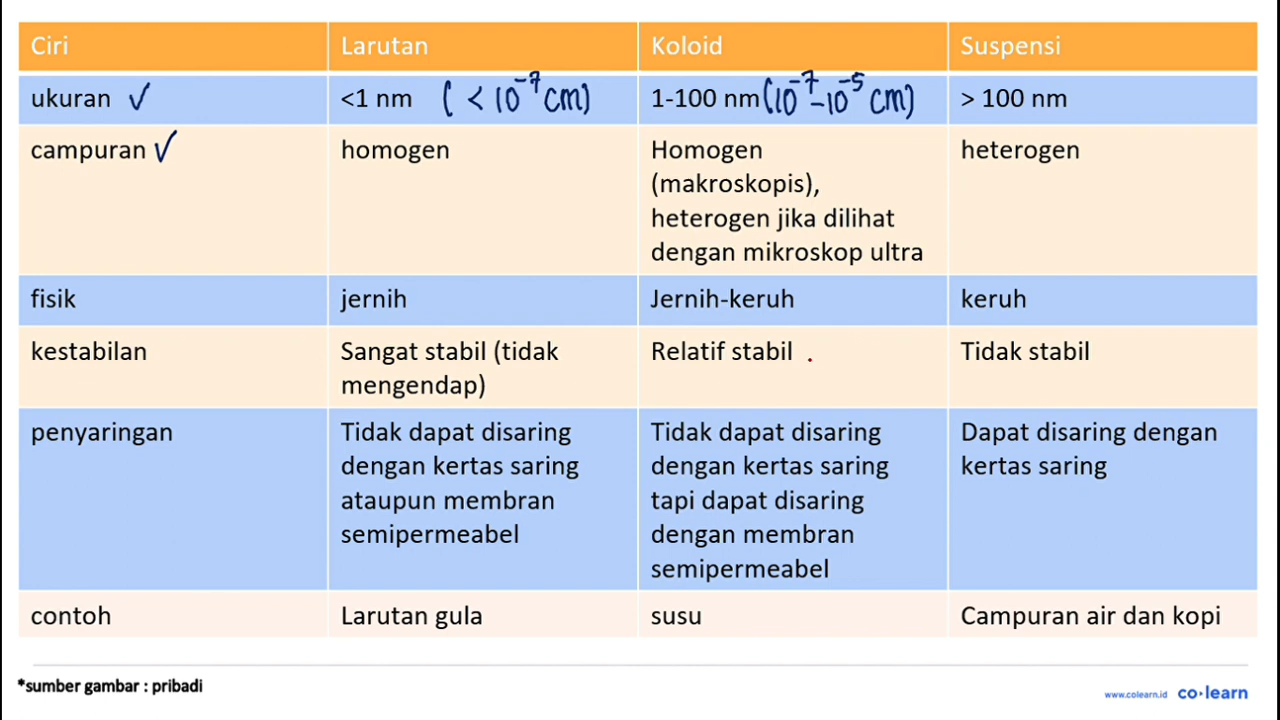 Ciri Larutan Koloid Suspensi
ukuran ✓ <1 nm (< 10⁻⁷ cm) 1-100 nm (10⁻⁷ – 10⁻⁵ cm) > 100 nm
campuran ✓ homogen Homogen heterogen
(makroskopis),
heterogen jika dilihat
dengan mikroskop ultra
fisik jernih Jernih-keruh keruh
kestabilan Sangat stabil (tidak Relatif stabil Tidak stabil
mengendap)
penyaringan Tidak dapat disaring Tidak dapat disaring Dapat disaring dengan
dengan kertas saring dengan kertas saring kertas saring
ataupun membran tapi dapat disaring
semipermeabel dengan membran
semipermeabel
contoh Larutan gula susu Campuran air dan kopi
*sumber gambar : pribadi
www.colearn.id co·learn